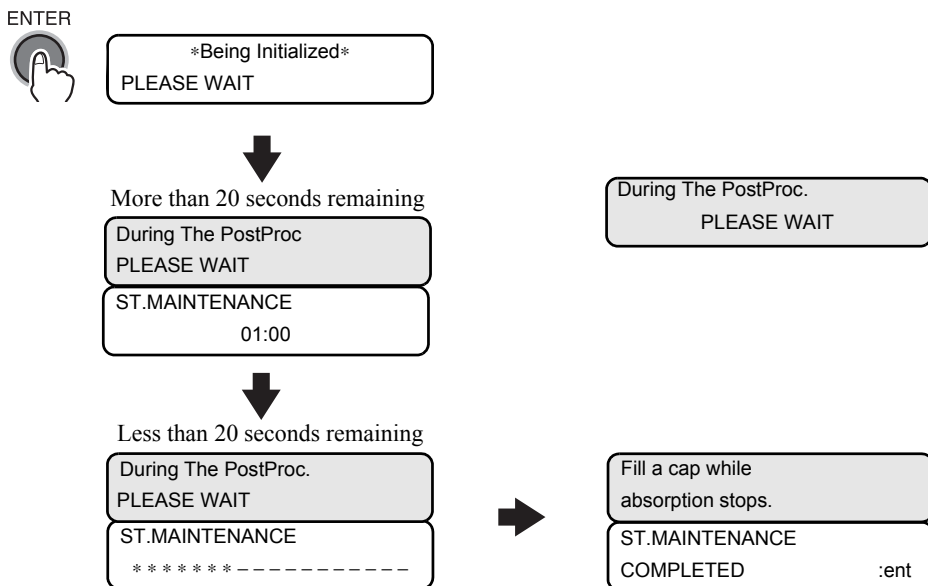 ENTER
*Being Initialized*
PLEASE WAIT
More than 20 seconds remaining
During The PostProc
PLEASE WAIT
ST.MAINTENANCE
01:00
During The PostProc.
PLEASE WAIT
Less than 20 seconds remaining
During The PostProc.
PLEASE WAIT
ST.MAINTENANCE
*******−−−−−−−−−−−
Fill a cap while
absorption stops.
ST.MAINTENANCE
COMPLETED :ent